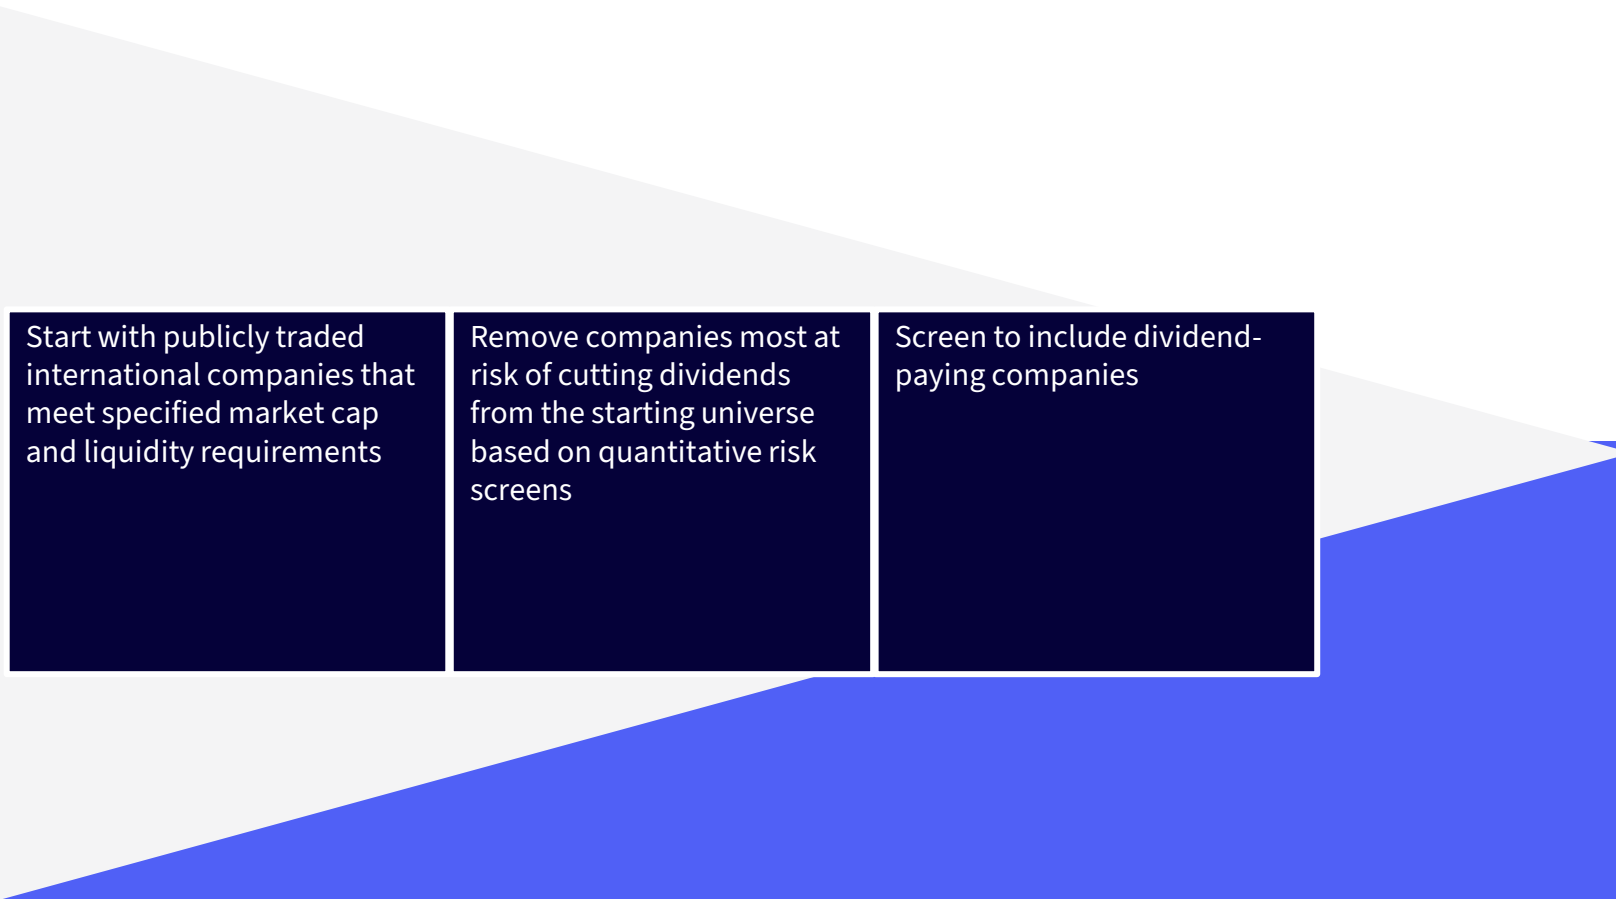 Start with publicly traded
international companies that
meet specified market cap
and liquidity requirements
Remove companies most at
risk of cutting dividends
from the starting universe
based on quantitative risk
screens
Screen to include dividend-
paying companies